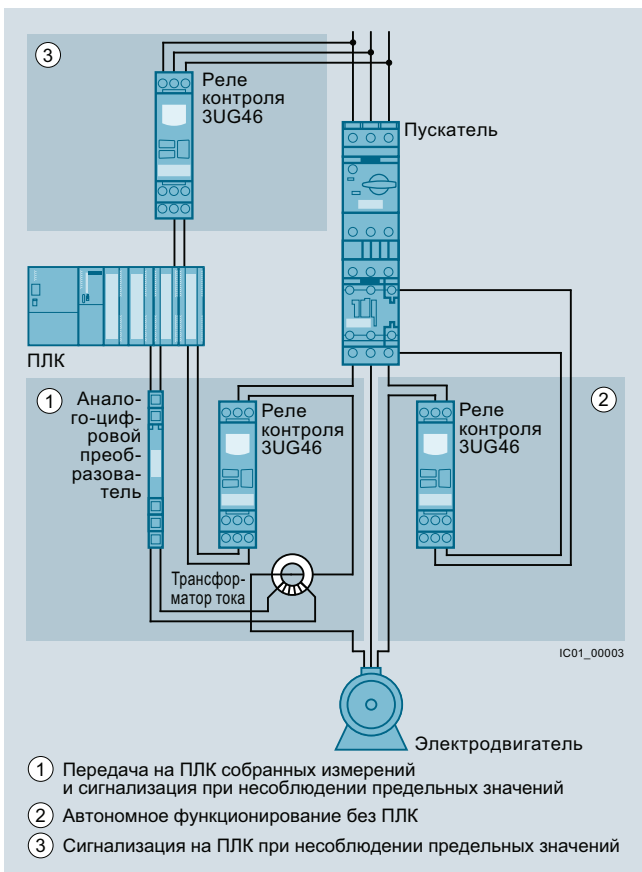 3
Реле
контроля
3UG46
Пускатель
ПЛК
1
Анало-
го-циф-
ровой
преоб-
разова-
тель
Реле
контроля
3UG46
Реле
контроля
3UG46
2
Трансфор-
матор тока
IC01_00003
Электродвигатель
1 Передача на ПЛК собранных измерений
и сигнализация при несоблюдении предельных значений
2 Автономное функционирование без ПЛК
3 Сигнализация на ПЛК при несоблюдении предельных значений